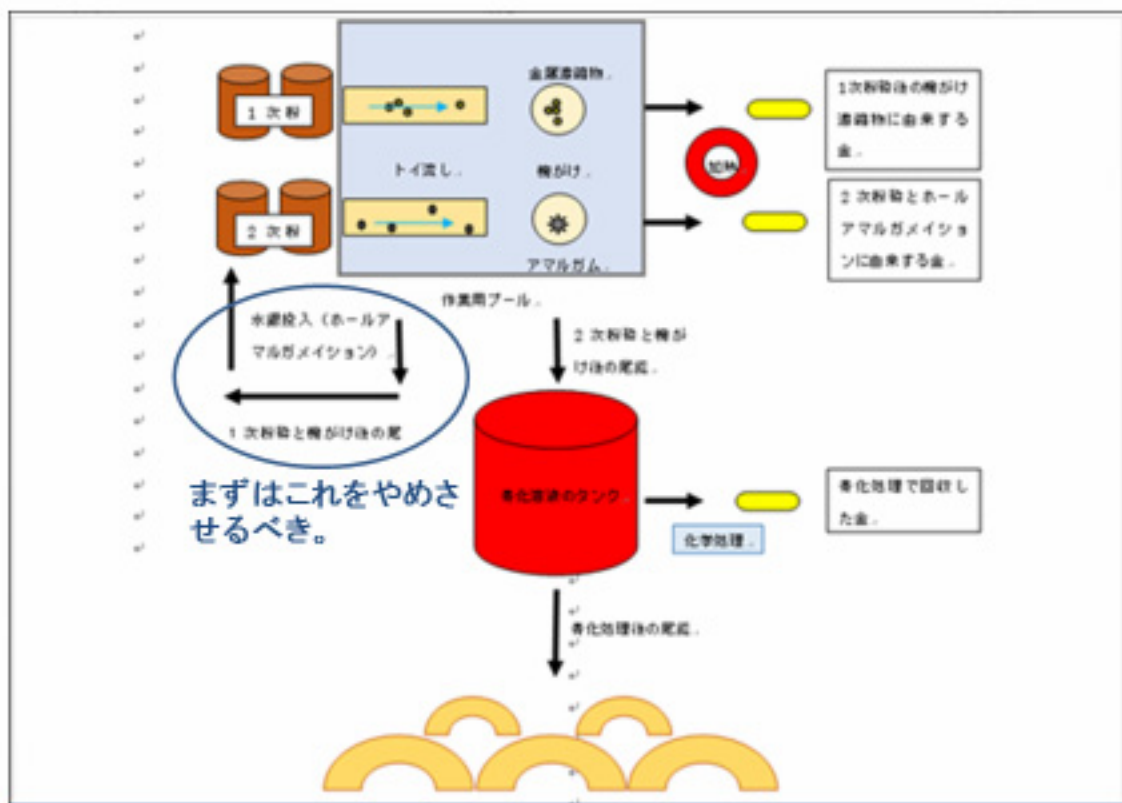 1 次粉
金属濃縮物
1次粉砕後の椀がけ
濃縮物に由来する
金
トイ流し
椀がけ
加熱
2 次粉
アマルガム
2 次粉砕とホール
アマルガメイショ
ンに由来する金
作業用プール
水銀投入（ホールア
マルガメイション）
2 次粉砕と椀が
け後の尾鉱
1 次粉砕と椀がけ後の尾
まずはこれをやめさ
せるべき。
青化溶液のタンク
化学処理
青化処理で回収し
た金
青化処理後の尾鉱